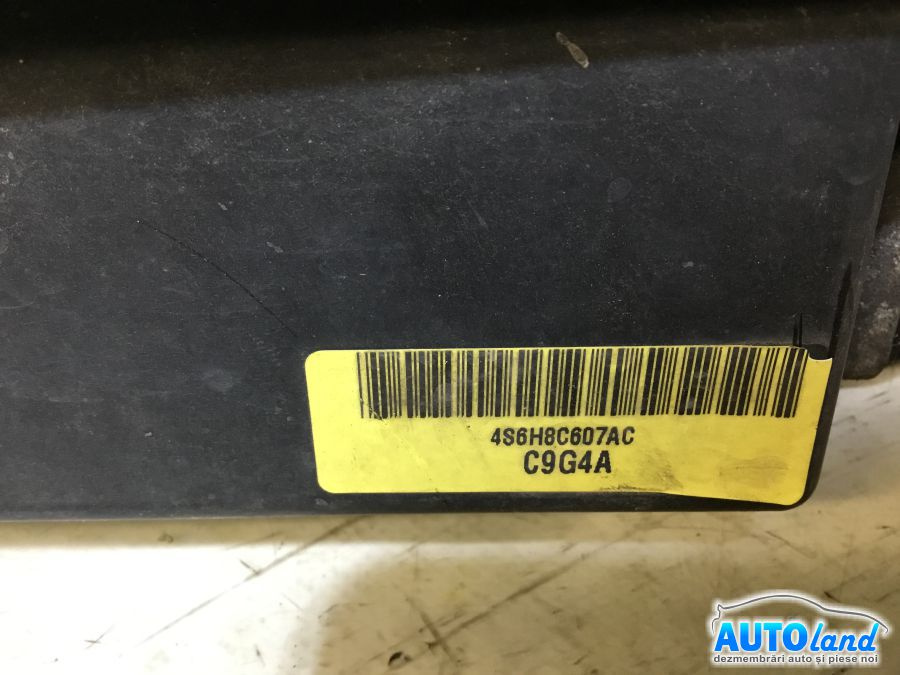 4S6H8C607AC
C9G4A
AUTOland
dezmembrări auto și piese noi